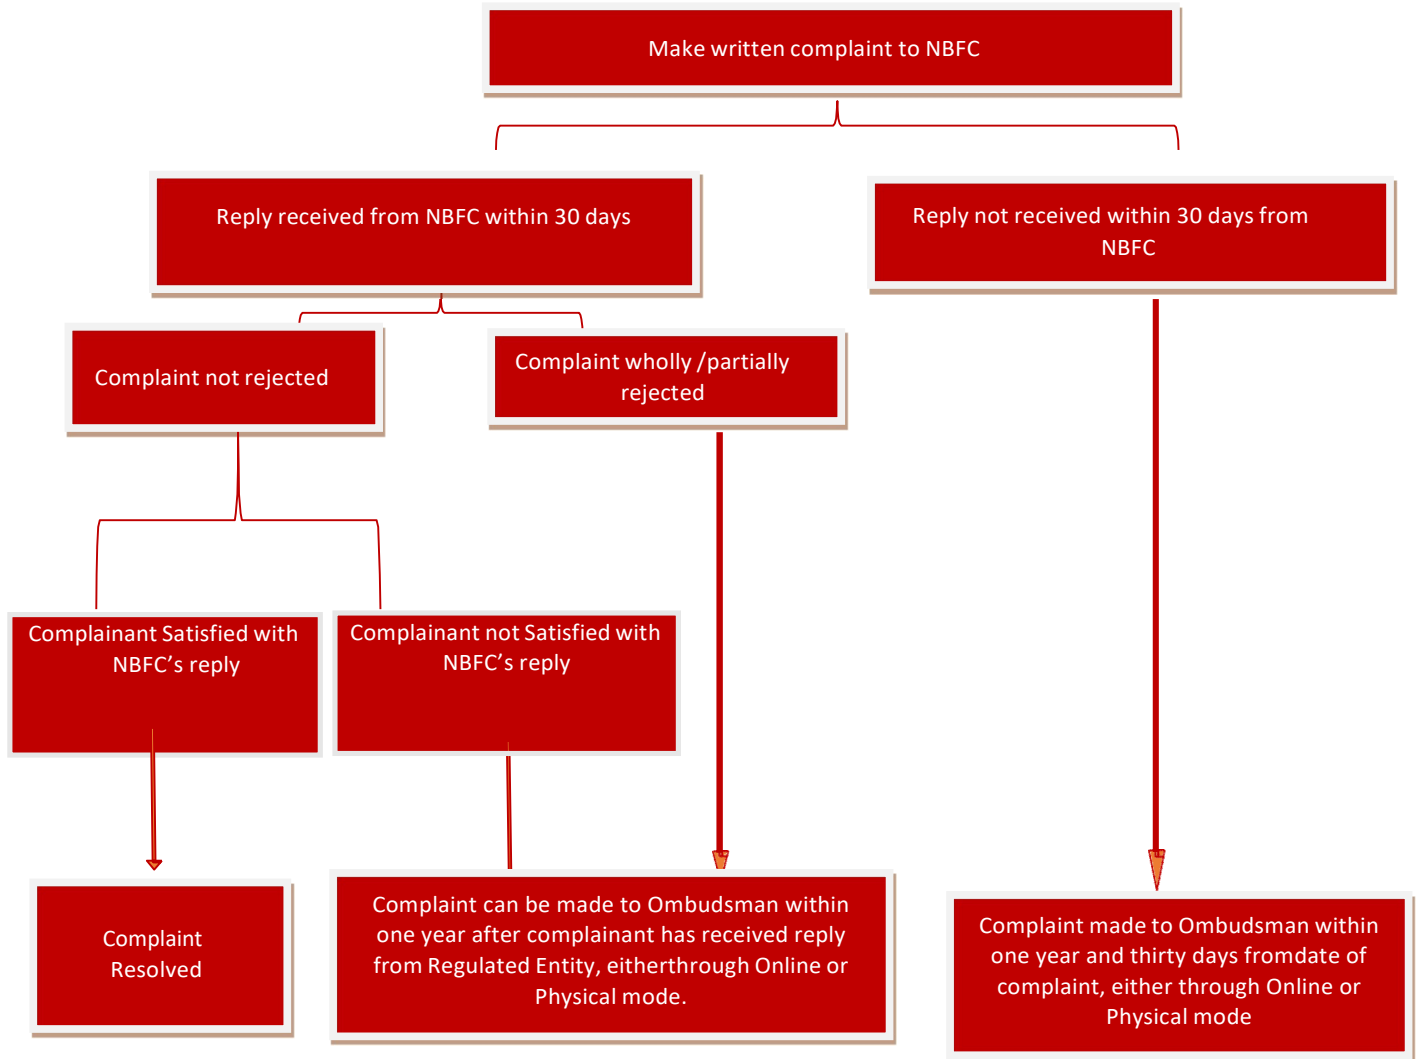 Make written complaint to NBFC
Reply received from NBFC within 30 days
Reply not received within 30 days from
NBFC
Complaint not rejected
Complaint wholly /partially
rejected
Complainant Satisfied with
NBFC’s reply
Complainant not Satisfied with
NBFC’s reply
Complaint
Resolved
Complaint can be made to Ombudsman within
one year after complainant has received reply
from Regulated Entity, eitherthrough Online or
Physical mode.
Complaint made to Ombudsman within
one year and thirty days fromdate of
complaint, either through Online or
Physical mode